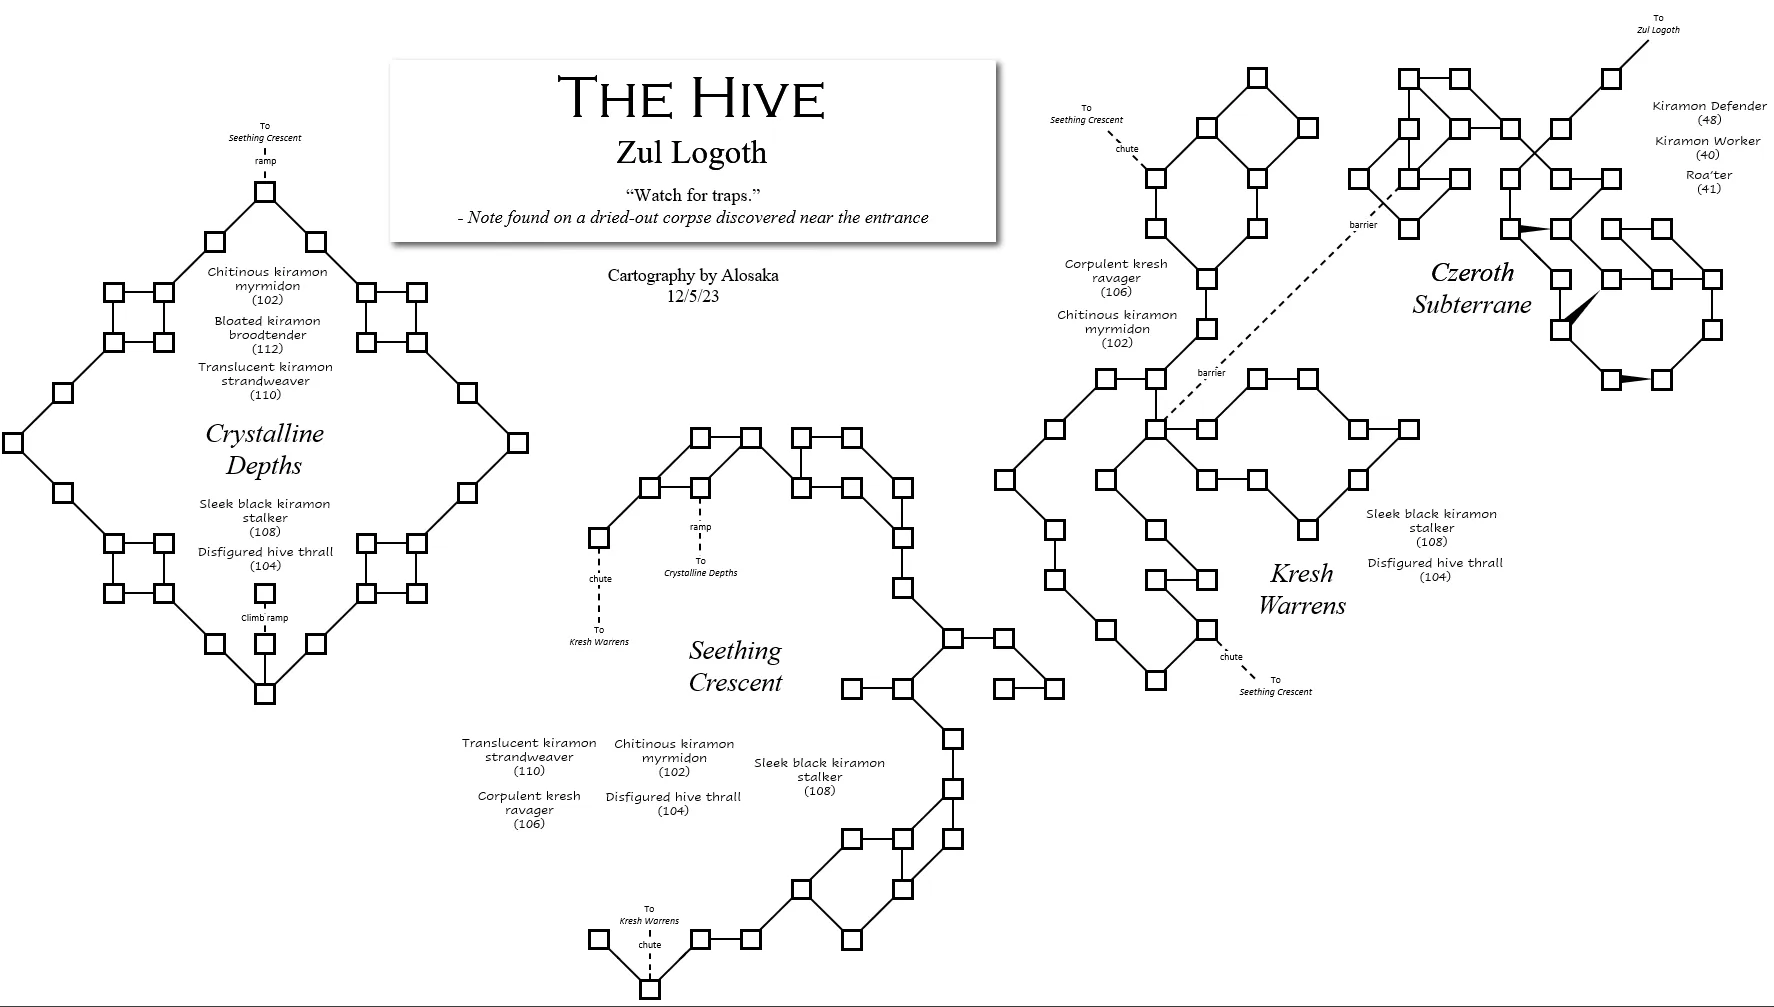 THE HIVE
Zul Logoth
“Watch for traps.”
- Note found on a dried-out corpse discovered near the entrance
Cartography by Alosaka
12/5/23
To
Seething Crescent
ramp
Chitinous kiramon
myrmidon
(102)
Bloated kiramon
broodtender
(112)
Translucent kiramon
strandweaver
(110)
Crystalline
Depths
Sleek black kiramon
stalker
(108)
Disfigured hive thrall
(104)
Climb ramp
ramp
To
Crystalline Depths
chute
To
Kresh Warrens
Seething
Crescent
Translucent kiramon
strandweaver
(110)
Chitinous kiramon
myrmidon
(102)
Sleek black kiramon
stalker
(108)
Corpulent kresh
ravager
(106)
Disfigured hive thrall
(104)
To
Kresh Warrens
chute
To
Seething Crescent
chute
Corpulent kresh
ravager
(106)
Chitinous kiramon
myrmidon
(102)
barrier
barrier
Sleek black kiramon
stalker
(108)
Disfigured hive thrall
(104)
Kresh
Warrens
chute
To
Seething Crescent
To
Zul Logoth
Kiramon Defender
(48)
Kiramon Worker
(40)
Roa'ter
(41)
Czeroth
Subterrane